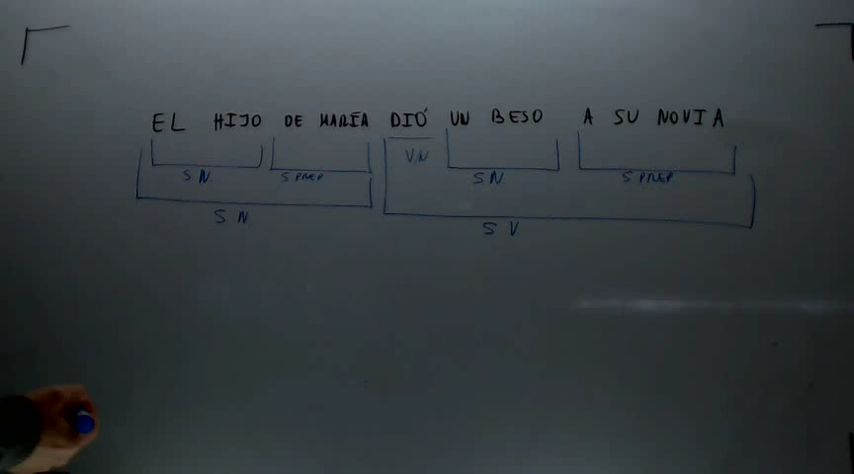 EL HIJO DE MARÍA DIÓ UN BESO A SU NOVIA
VN
SN S PREP SN S PREP
SN
SV